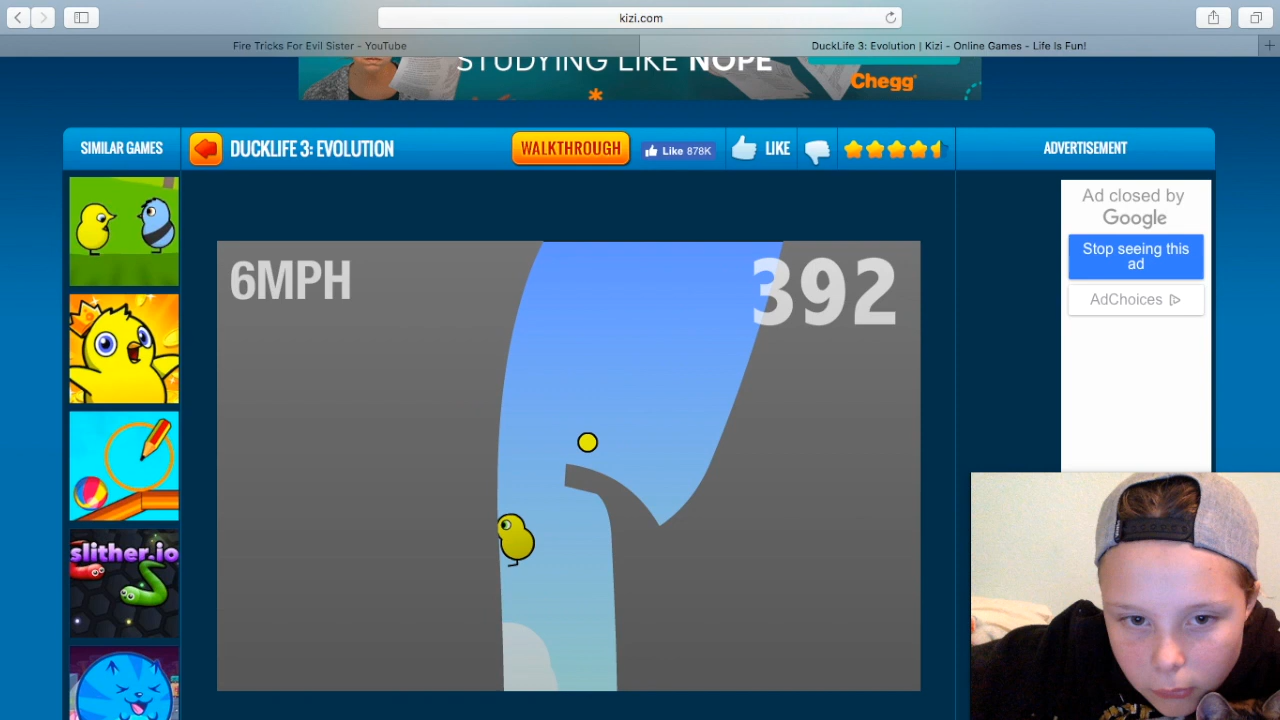 kizi.com
Fire Tricks For Evil Sister - YouTube
DuckLife 3: Evolution | Kizi - Online Games - Life Is Fun!
STUDYING LIKE NOPE
Chegg
SIMILAR GAMES
DUCKLIFE 3: EVOLUTION
WALKTHROUGH
Like 878K
LIKE
ADVERTISEMENT
6MPH
392
Ad closed by
Google
Stop seeing this
ad
AdChoices
slither.io